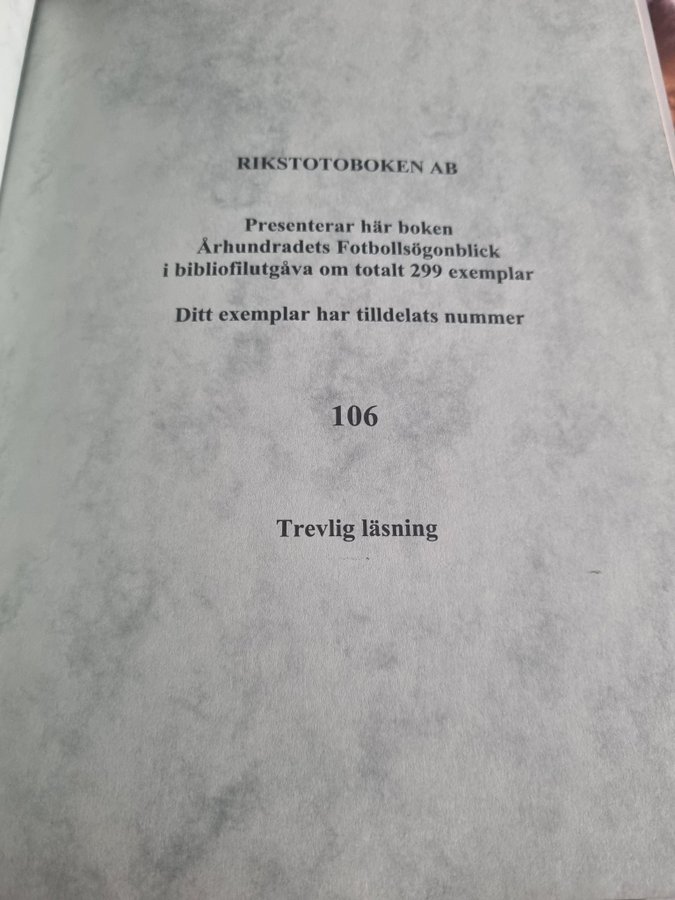 RIKSTOTOBOKEN AB
Presenterar här boken
Århundradets Fotbollsögonblick
i bibliofilutgåva om totalt 299 exemplar
Ditt exemplar har tilldelats nummer
106
Trevlig läsning